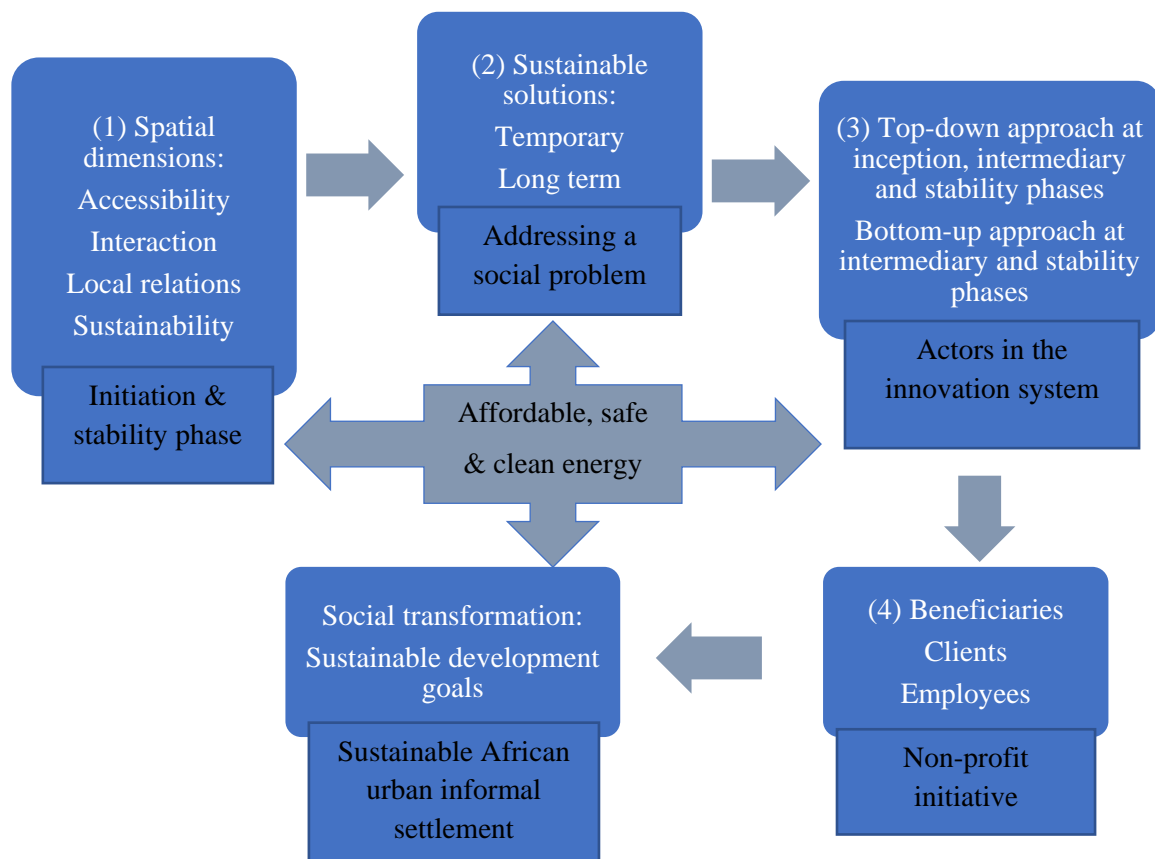 (1) Spatial
dimensions:
Accessibility
Interaction
Local relations
Sustainability
Initiation &
stability phase
(2) Sustainable
solutions:
Temporary
Long term
Addressing a
social problem
(3) Top-down approach at
inception, intermediary
and stability phases
Bottom-up approach at
intermediary and stability
phases
Actors in the
innovation system
Affordable, safe
& clean energy
(4) Beneficiaries
Clients
Employees
Non-profit
initiative
Social transformation:
Sustainable development
goals
Sustainable African
urban informal
settlement